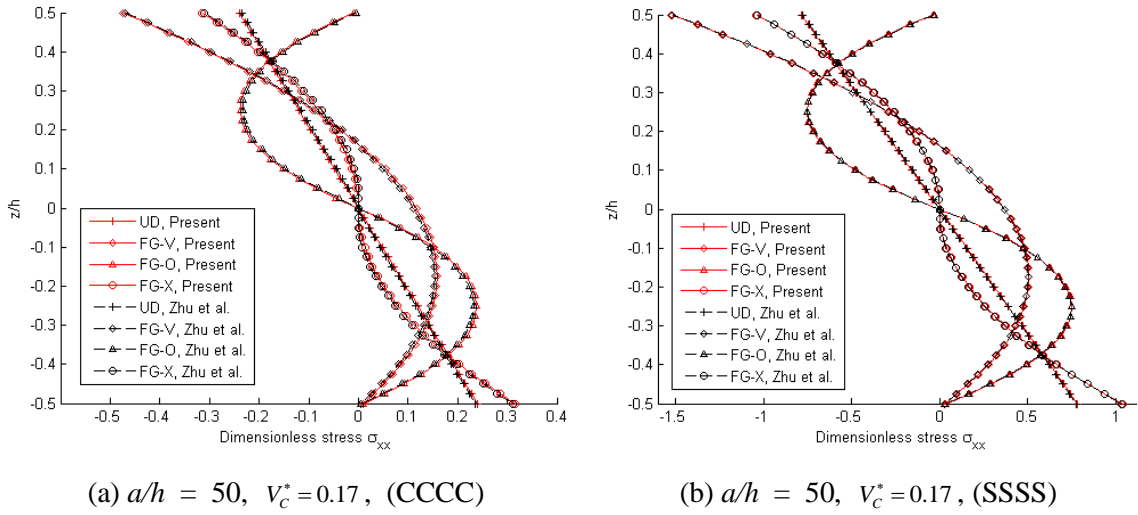 0.5
0.4
0.3
0.2
0.1
0
-0.1
-0.2
-0.3
-0.4
-0.5
z/h
UD, Present
FG-V, Present
FG-O, Present
FG-X, Present
UD, Zhu et al.
FG-V, Zhu et al.
FG-O, Zhu et al.
FG-X, Zhu et al.
-0.6 -0.5 -0.4 -0.3 -0.2 -0.1 0 0.1 0.2 0.3 0.4
Dimensionless stress σxx
(a) a/h = 50, V*C = 0.17, (CCCC)
0.5
0.4
0.3
0.2
0.1
0
-0.1
-0.2
-0.3
-0.4
-0.5
z/h
UD, Present
FG-V, Present
FG-O, Present
FG-X, Present
UD, Zhu et al.
FG-V, Zhu et al.
FG-O, Zhu et al.
FG-X, Zhu et al.
-1.5 -1 -0.5 0 0.5 1
Dimensionless stress σxx
(b) a/h = 50, V*C = 0.17, (SSSS)